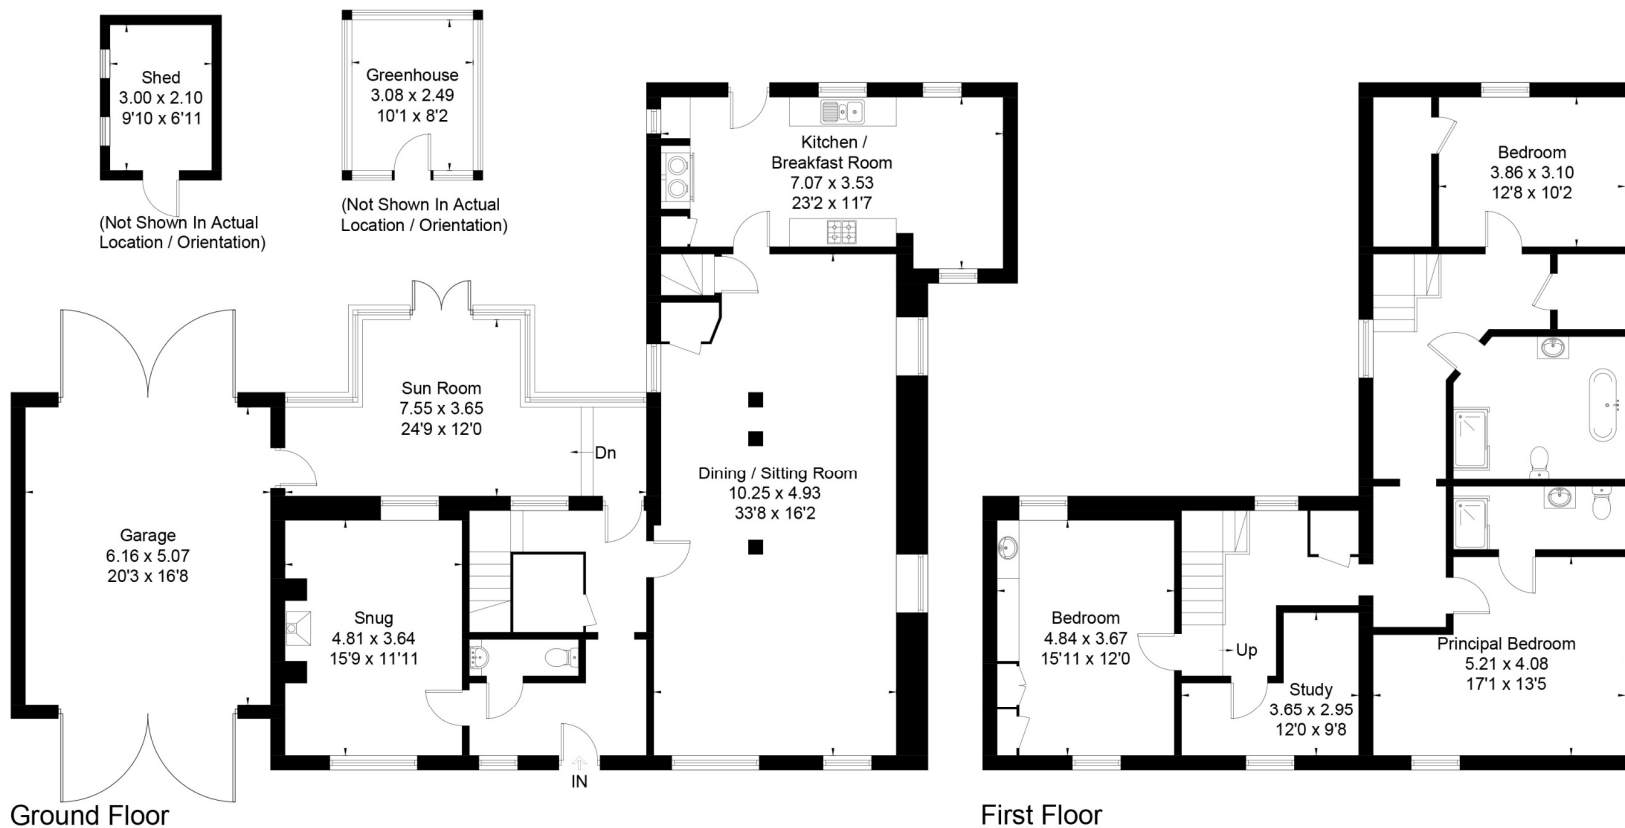 Shed
3.00 x 2.10
9'10 x 6'11
(Not Shown In Actual
Location / Orientation)
Greenhouse
3.08 x 2.49
10'1 x 8'2
(Not Shown In Actual
Location / Orientation)
Kitchen /
Breakfast Room
7.07 x 3.53
23'2 x 11'7
Sun Room
7.55 x 3.65
24'9 x 12'0
Dn
Dining / Sitting Room
10.25 x 4.93
33'8 x 16'2
Garage
6.16 x 5.07
20'3 x 16'8
Snug
4.81 x 3.64
15'9 x 11'11
IN
Ground Floor
Bedroom
3.86 x 3.10
12'8 x 10'2
Bedroom
4.84 x 3.67
15'11 x 12'0
Up
Study
3.65 x 2.95
12'0 x 9'8
Principal Bedroom
5.21 x 4.08
17'1 x 13'5
First Floor